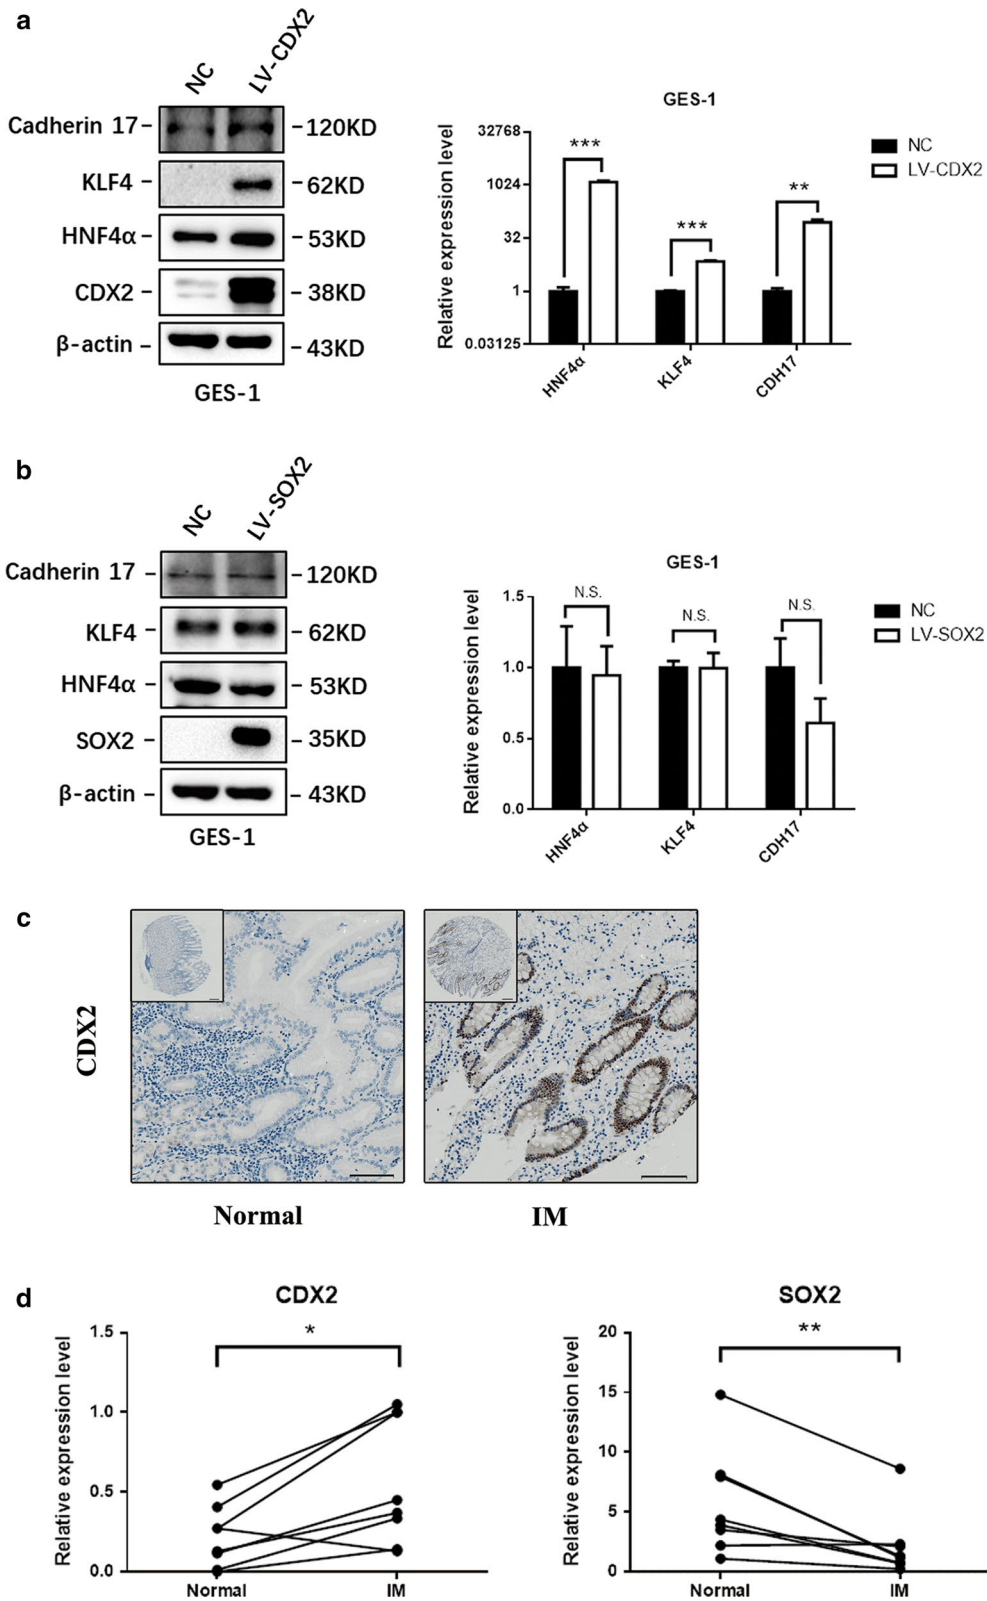 a
NC LV-CDX2
Cadherin 17 120KD
KLF4 62KD
HNF4α 53KD
CDX2 38KD
β-actin 43KD
GES-1
GES-1
Relative expression level
32768
1024
32
1
0.03125
***
***
**
HNF4α KLF4 CDH17
NC
LV-CDX2
b
NC LV-SOX2
Cadherin 17 120KD
KLF4 62KD
HNF4α 53KD
SOX2 35KD
β-actin 43KD
GES-1
GES-1
Relative expression level
1.5
1.0
0.5
0.0
N.S. N.S. N.S.
HNF4α KLF4 CDH17
NC
LV-SOX2
c
CDX2
Normal IM
d
CDX2
Relative expression level
1.5
1.0
0.5
0.0
*
Normal IM
SOX2
Relative expression level
20
15
10
5
0
**
Normal IM